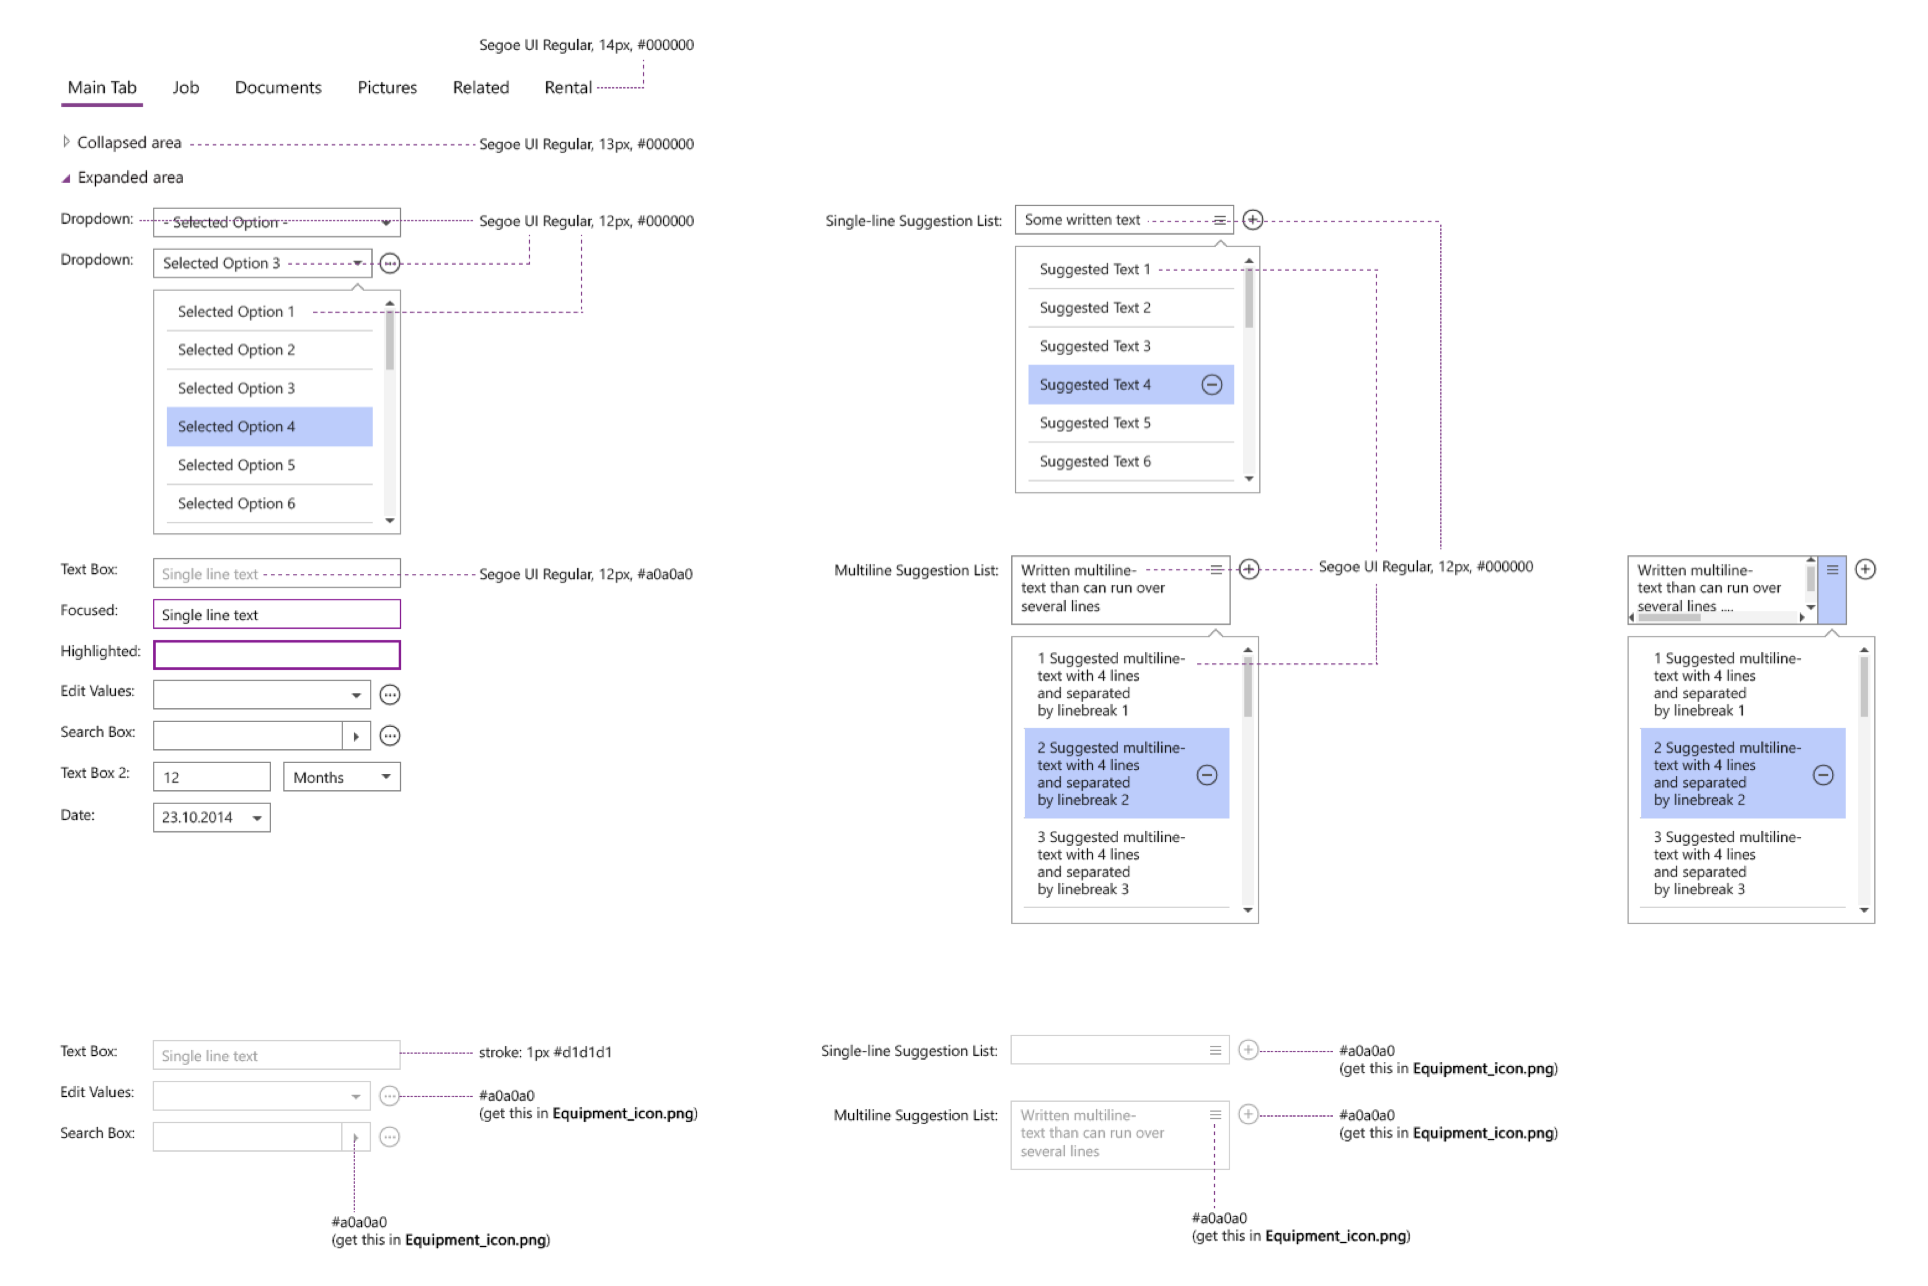 Segoe UI Regular, 14px, #000000
Main Tab Job Documents Pictures Related Rental
Collapsed area
Segoe UI Regular, 13px, #000000
Expanded area
Dropdown:
- Selected Option -
Segoe UI Regular, 12px, #000000
Dropdown:
Selected Option 3
Selected Option 1
Selected Option 2
Selected Option 3
Selected Option 4
Selected Option 5
Selected Option 6
Text Box:
Single line text
Segoe UI Regular, 12px, #a0a0a0
Focused:
Single line text
Highlighted:
Edit Values:
Search Box:
Text Box 2:
12
Months
Date:
23.10.2014
Single-line Suggestion List:
Some written text
Suggested Text 1
Suggested Text 2
Suggested Text 3
Suggested Text 4
Suggested Text 5
Suggested Text 6
Multiline Suggestion List:
Written multiline-
text than can run over
several lines
Segoe UI Regular, 12px, #000000
1 Suggested multiline-
text with 4 lines
and separated
by linebreak 1
2 Suggested multiline-
text with 4 lines
and separated
by linebreak 2
3 Suggested multiline-
text with 4 lines
and separated
by linebreak 3
Written multiline-
text than can run over
several lines ....
1 Suggested multiline-
text with 4 lines
and separated
by linebreak 1
2 Suggested multiline-
text with 4 lines
and separated
by linebreak 2
3 Suggested multiline-
text with 4 lines
and separated
by linebreak 3
Text Box:
Single line text
stroke: 1px #d1d1d1
Edit Values:
#a0a0a0
(get this in Equipment_icon.png)
Search Box:
#a0a0a0
(get this in Equipment_icon.png)
Single-line Suggestion List:
#a0a0a0
(get this in Equipment_icon.png)
Multiline Suggestion List:
Written multiline-
text than can run over
several lines
#a0a0a0
(get this in Equipment_icon.png)
#a0a0a0
(get this in Equipment_icon.png)